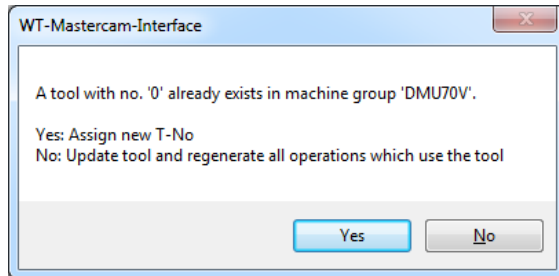 WT-Mastercam-Interface
A tool with no. '0' already exists in machine group 'DMU70V'.
Yes: Assign new T-No
No: Update tool and regenerate all operations which use the tool
Yes
No